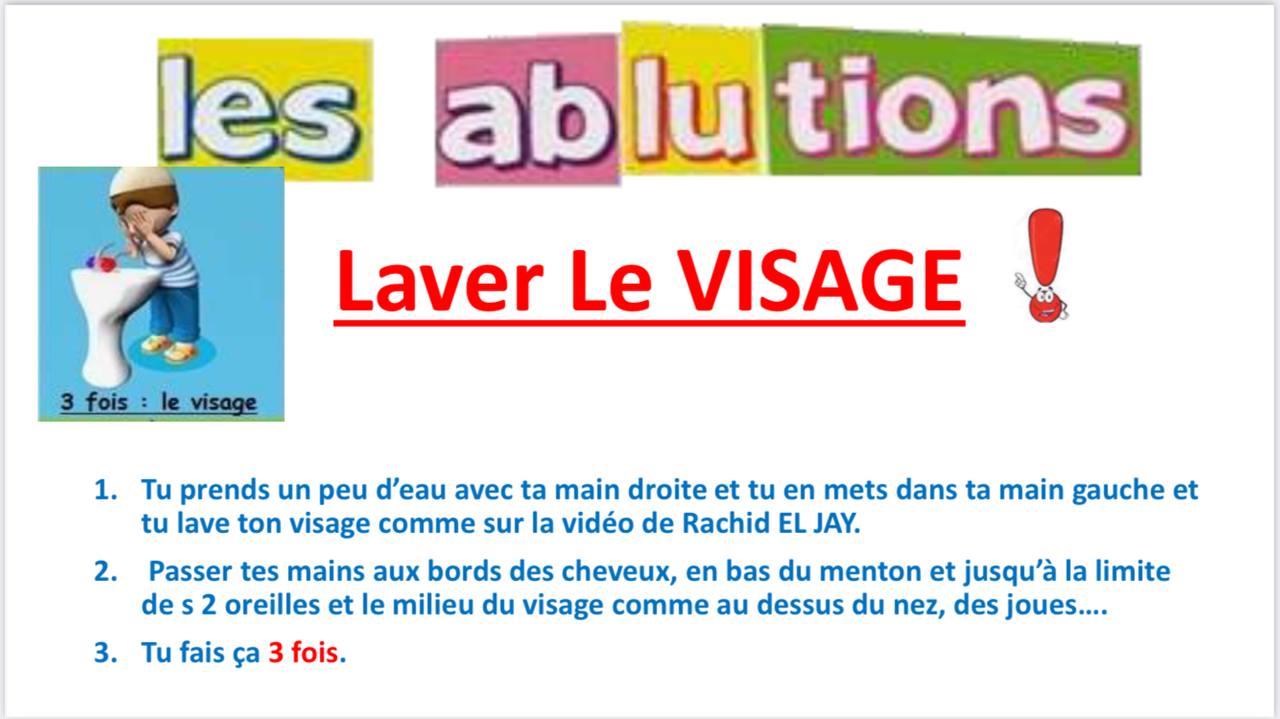 les ablutions
Laver Le VISAGE
3 fois : le visage
1. Tu prends un peu d’eau avec ta main droite et tu en mets dans ta main gauche et
tu lave ton visage comme sur la vidéo de Rachid EL JAY.
2. Passer tes mains aux bords des cheveux, en bas du menton et jusqu’à la limite
de s 2 oreilles et le milieu du visage comme au dessus du nez, des joues….
3. Tu fais ça 3 fois.